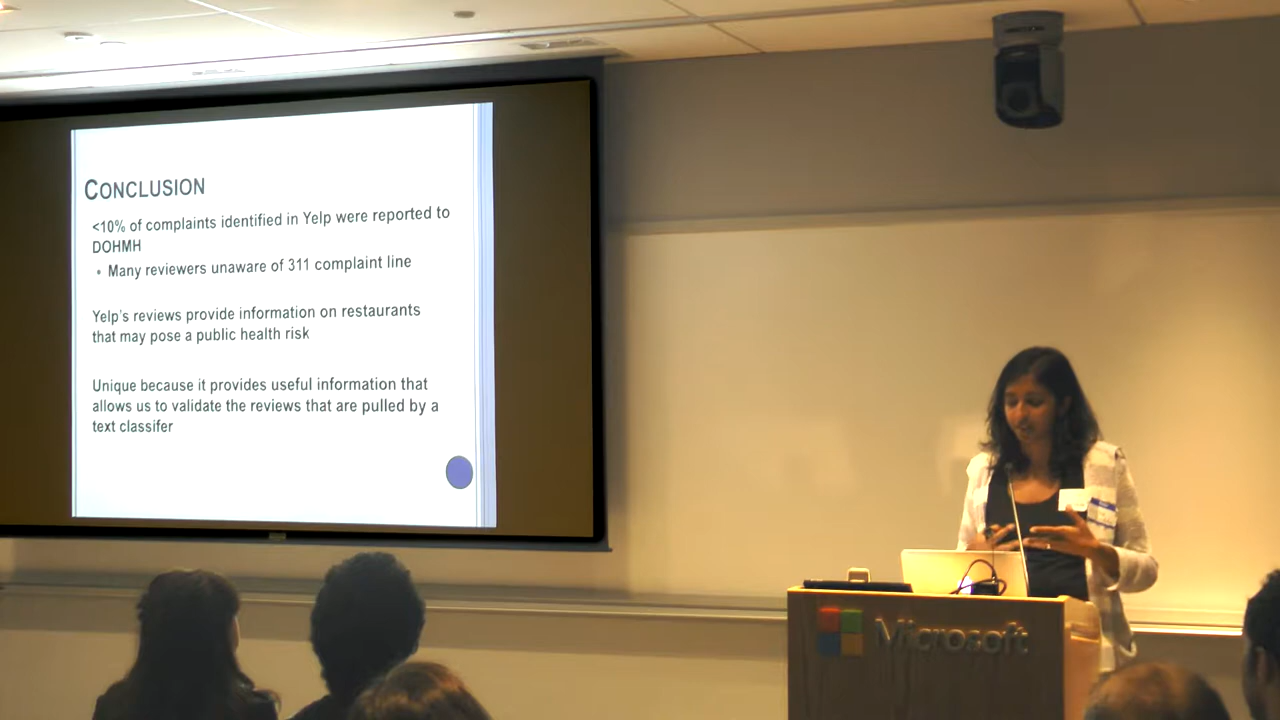 CONCLUSION
<10% of complaints identified in Yelp were reported to
DOHMH
• Many reviewers unaware of 311 complaint line
Yelp's reviews provide information on restaurants
that may pose a public health risk
Unique because it provides useful information that
allows us to validate the reviews that are pulled by a
text classifer
Microsoft